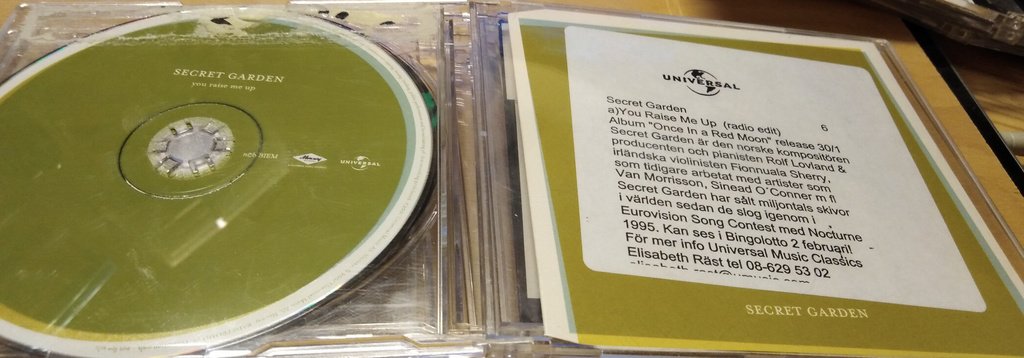 SECRET GARDEN
you raise me up
n©b/BIEM
Mercury
UNIVERSAL
UNIVERSAL
Secret Garden
a)You Raise Me Up (radio edit) 6
Album "Once In a Red Moon" release 30/1
Secret Garden är den norske kompositören
producenten och pianisten Rolf Lovland &
irländska violinisten Fionnuala Sherry,
som tidigare arbetat med artister som
Van Morrisson, Sinead O´Conner m fl
Secret Garden har sålt miljontals skivor
i världen sedan de slog igenom i
Eurovision Song Contest med Nocturne
1995. Kan ses i Bingolotto 2 februari!
För mer info Universal Music Classics
Elisabeth Räst tel 08-629 53 02
SECRET GARDEN